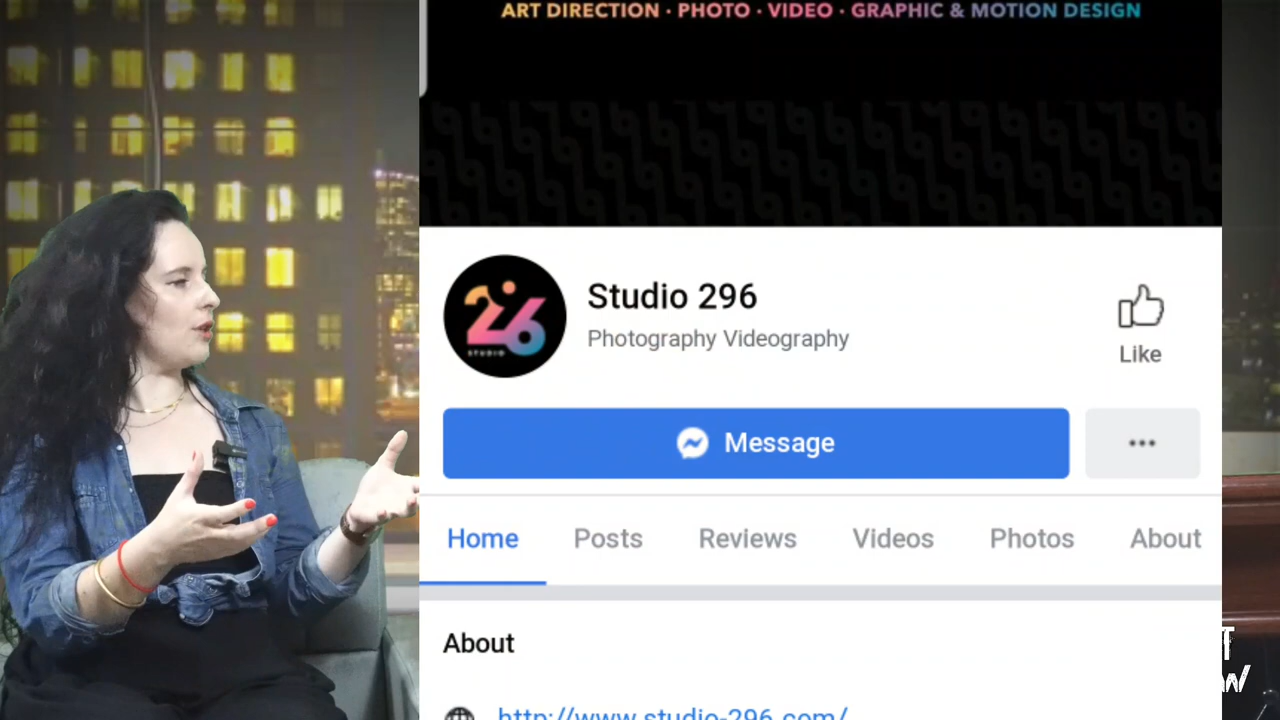 ART DIRECTION · PHOTO · VIDEO · GRAPHIC & MOTION DESIGN
296
STUDIO
Studio 296
Photography Videography
Like
Message
Home Posts Reviews Videos Photos About
About
http://www.studio-296.com/